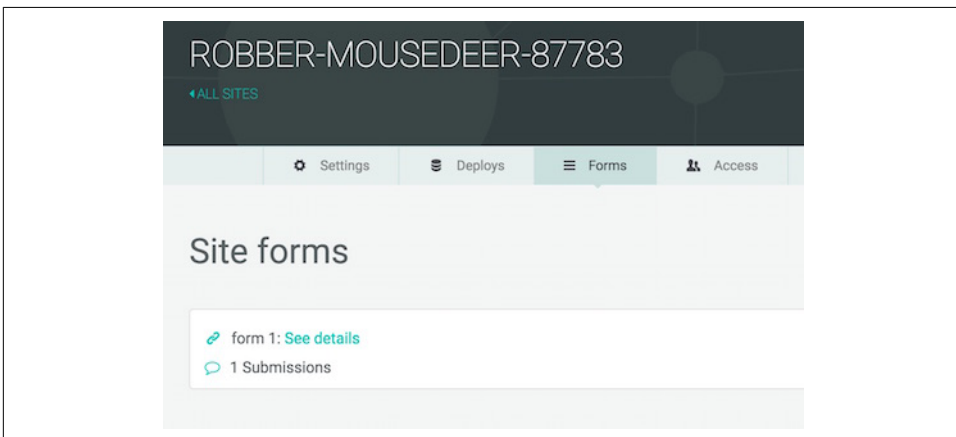 ROBBER-MOUSEDEER-87783
ALL SITES
Settings Deploys Forms Access
Site forms
form 1: See details
1 Submissions